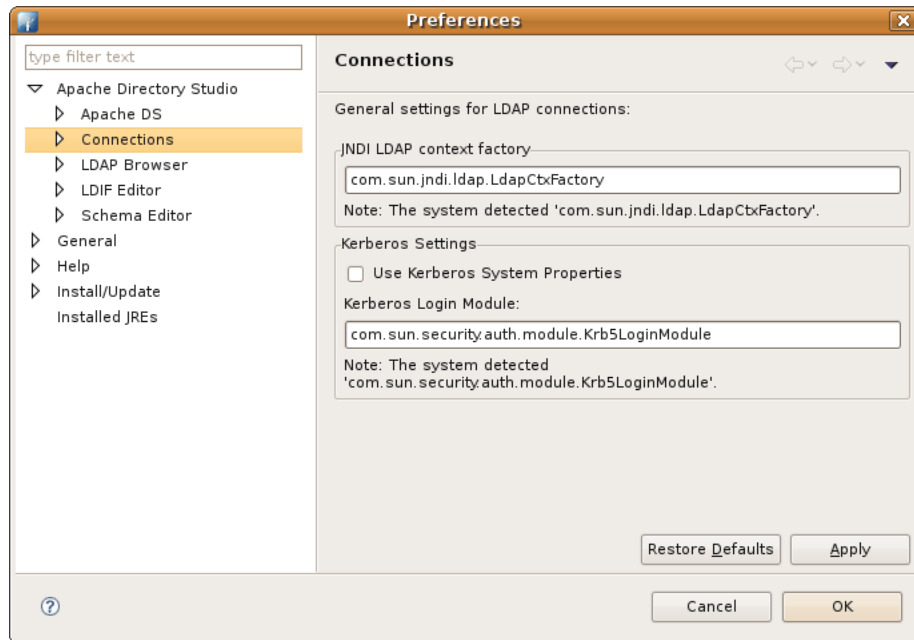 Preferences
type filter text
Apache Directory Studio
Apache DS
Connections
LDAP Browser
LDIF Editor
Schema Editor
General
Help
Install/Update
Installed JREs
Connections
General settings for LDAP connections:
JNDI LDAP context factory
com.sun.jndi.ldap.LdapCtxFactory
Note: The system detected 'com.sun.jndi.ldap.LdapCtxFactory'.
Kerberos Settings
Use Kerberos System Properties
Kerberos Login Module:
com.sun.security.auth.module.Krb5LoginModule
Note: The system detected
'com.sun.security.auth.module.Krb5LoginModule'.
Restore Defaults
Apply
?
Cancel
OK